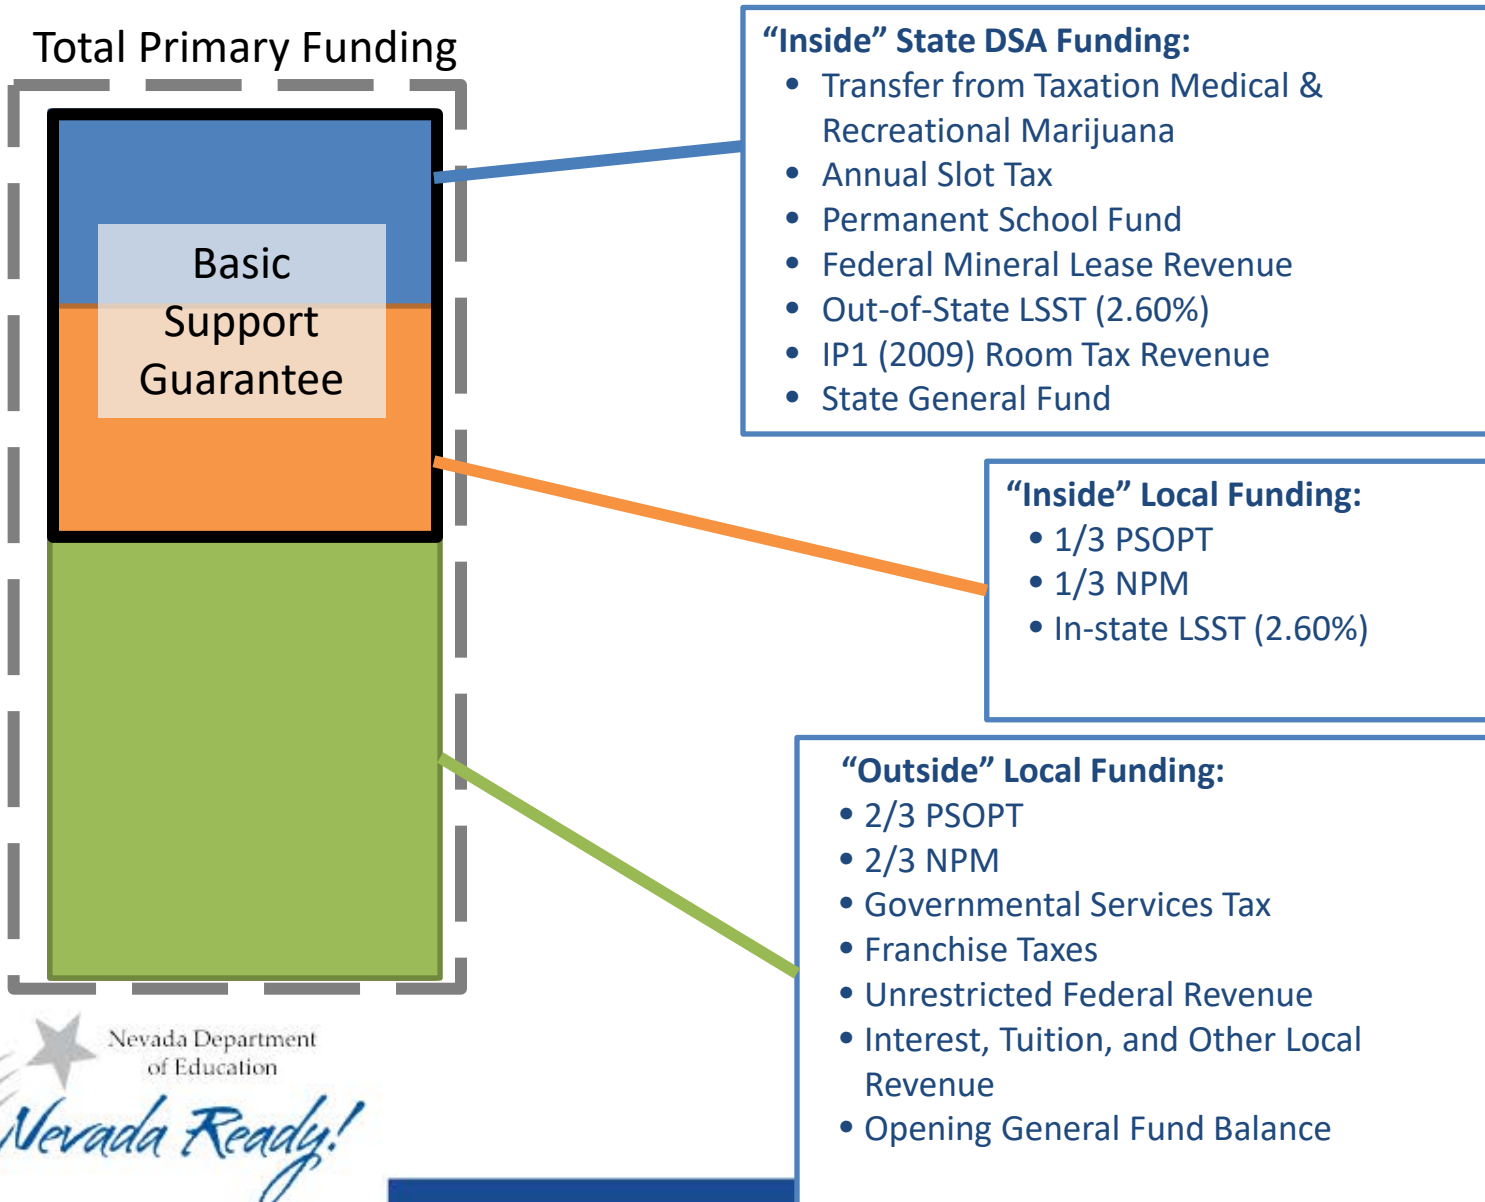 Total Primary Funding
Basic
Support
Guarantee
“Inside” State DSA Funding:
• Transfer from Taxation Medical &
Recreational Marijuana
• Annual Slot Tax
• Permanent School Fund
• Federal Mineral Lease Revenue
• Out-of-State LSST (2.60%)
• IP1 (2009) Room Tax Revenue
• State General Fund
“Inside” Local Funding:
• 1/3 PSOPT
• 1/3 NPM
• In-state LSST (2.60%)
“Outside” Local Funding:
• 2/3 PSOPT
• 2/3 NPM
• Governmental Services Tax
• Franchise Taxes
• Unrestricted Federal Revenue
• Interest, Tuition, and Other Local
Revenue
• Opening General Fund Balance
Nevada Department
of Education
Nevada Ready!